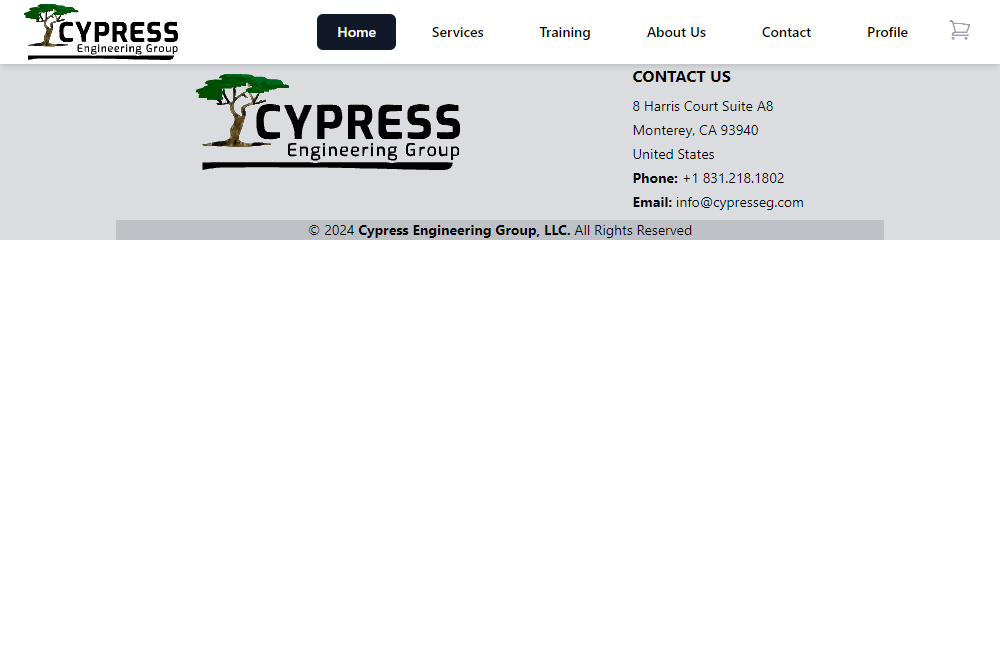 CYPRESS
Engineering Group
Home Services Training About Us Contact Profile
CYPRESS
Engineering Group
CONTACT US
8 Harris Court Suite A8
Monterey, CA 93940
United States
Phone: +1 831.218.1802
Email: info@cypresseg.com
© 2024 Cypress Engineering Group, LLC. All Rights Reserved